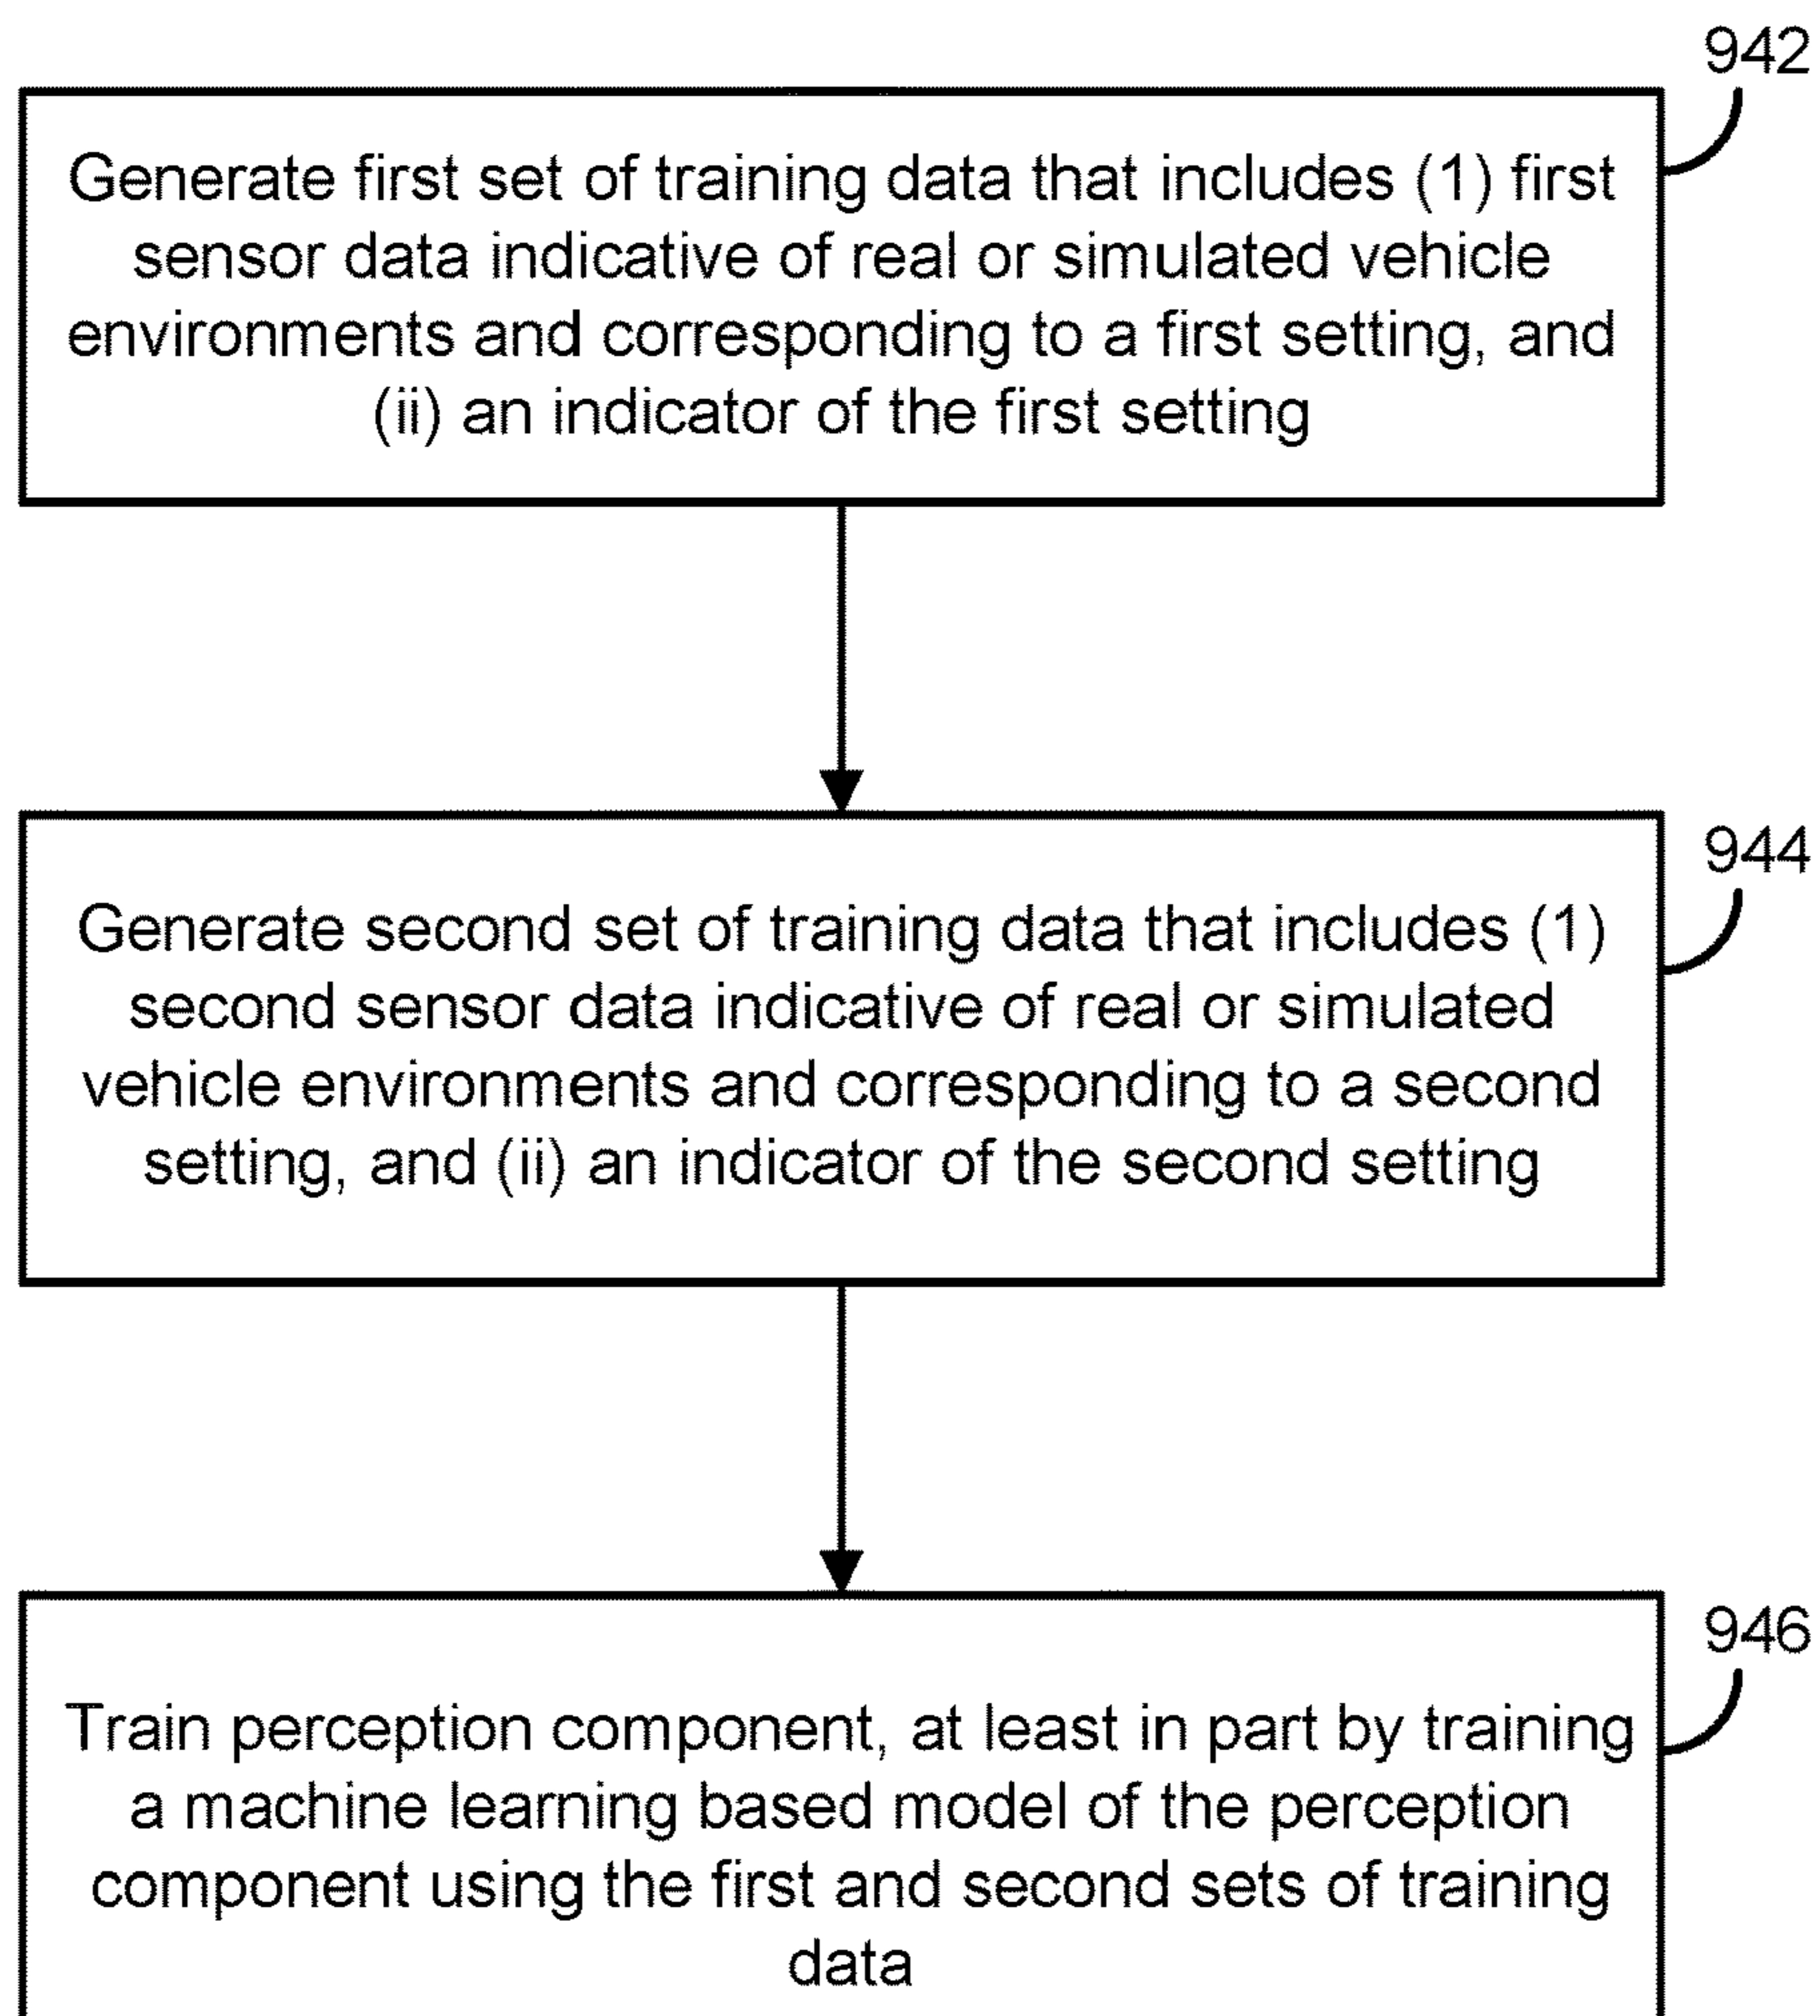 942
Generate first set of training data that includes (1) first
sensor data indicative of real or simulated vehicle
environments and corresponding to a first setting, and
(ii) an indicator of the first setting
944
Generate second set of training data that includes (1)
second sensor data indicative of real or simulated
vehicle environments and corresponding to a second
setting, and (ii) an indicator of the second setting
946
Train perception component, at least in part by training
a machine learning based model of the perception
component using the first and second sets of training
data